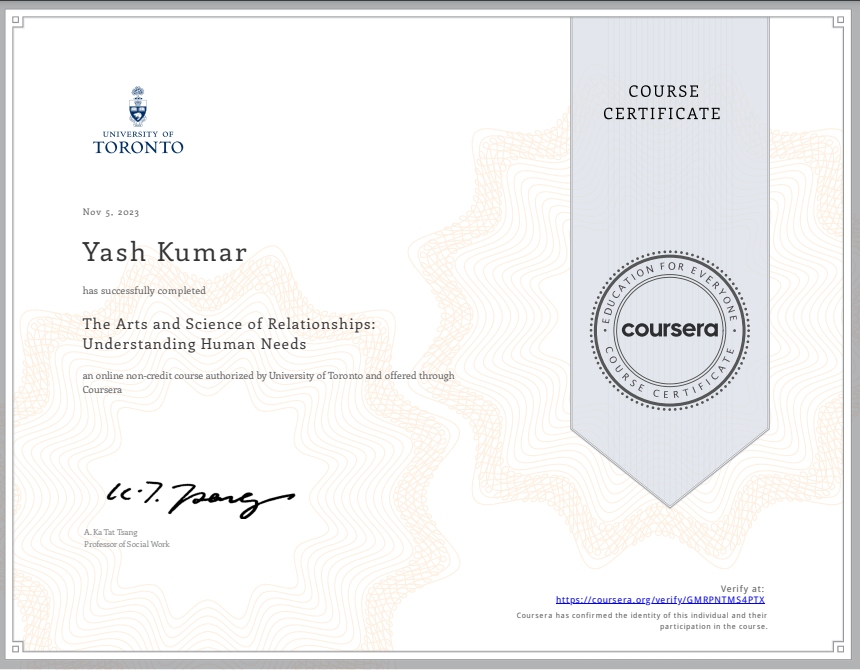 COURSE
CERTIFICATE
UNIVERSITY OF
TORONTO
Nov 5, 2023
Yash Kumar
has successfully completed
The Arts and Science of Relationships:
Understanding Human Needs
an online non-credit course authorized by University of Toronto and offered through
Coursera
EDUCATION FOR EVERYONE
coursera
COURSE CERTIFICATE
K.T. Tsang
A. Ka Tat Tsang
Professor of Social Work
Verify at:
https://coursera.org/verify/GMRPNTMS4PTX
Coursera has confirmed the identity of this individual and their
participation in the course.